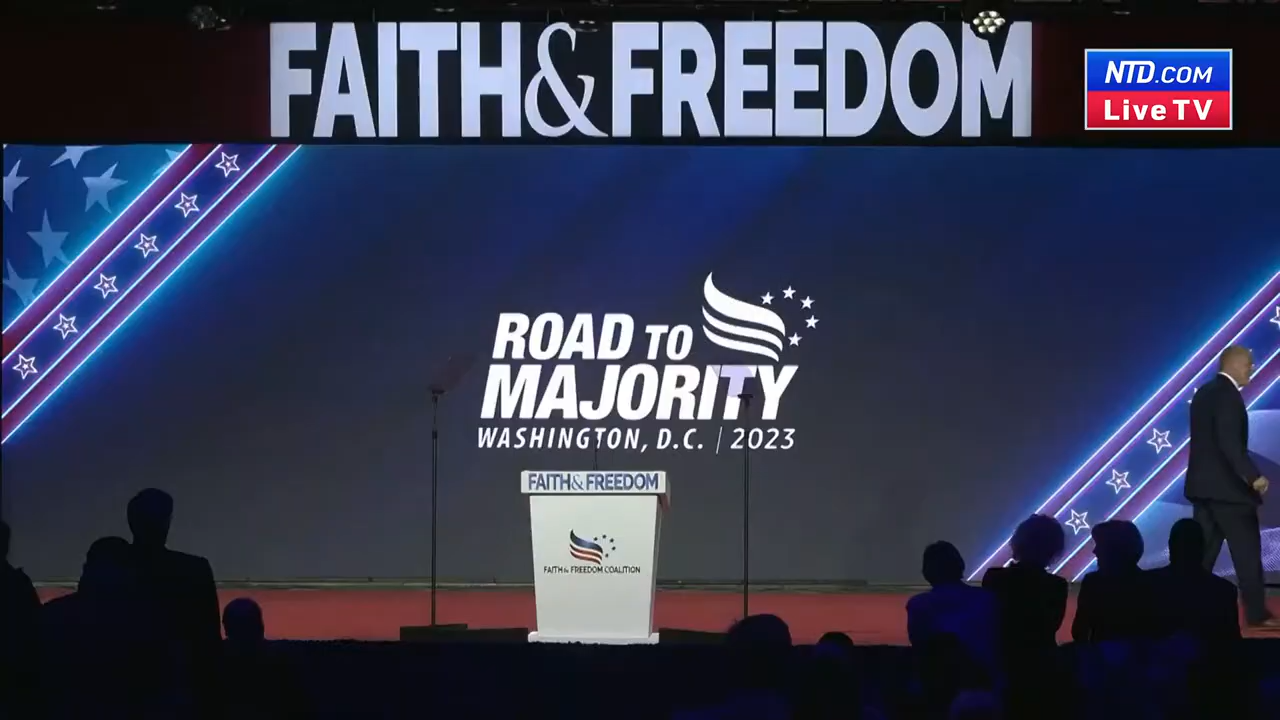 FAITH & FREEDOM
NTD.COM
Live TV
ROAD TO
MAJORITY
WASHINGTON, D.C. | 2023
FAITH & FREEDOM
FAITH & FREEDOM COALITION